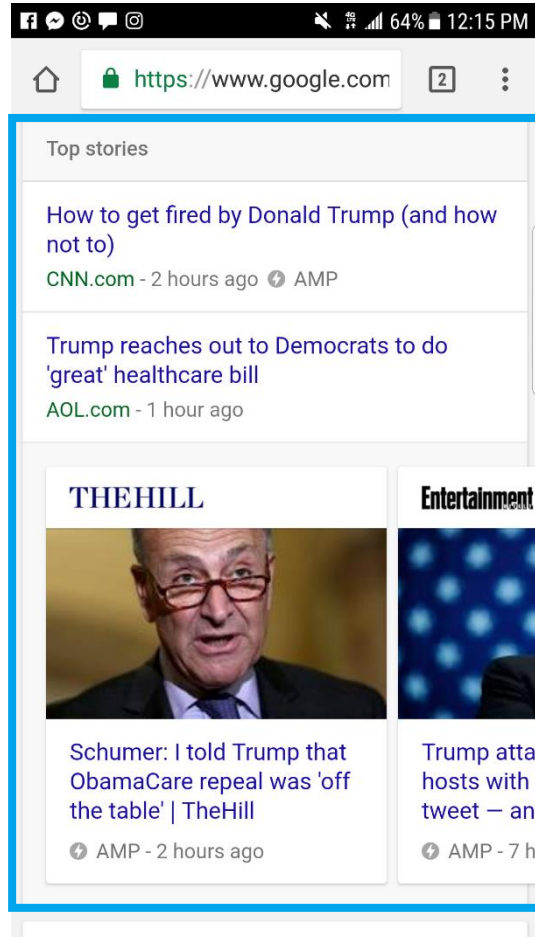 64% 12:15 PM
https://www.google.com
2
Top stories
How to get fired by Donald Trump (and how
not to)
CNN.com - 2 hours ago AMP
Trump reaches out to Democrats to do
'great' healthcare bill
AOL.com - 1 hour ago
THEHILL
Schumer: I told Trump that
ObamaCare repeal was 'off
the table' | TheHill
AMP - 2 hours ago
Entertainment
Trump atta
hosts with
tweet — an
AMP - 7 h